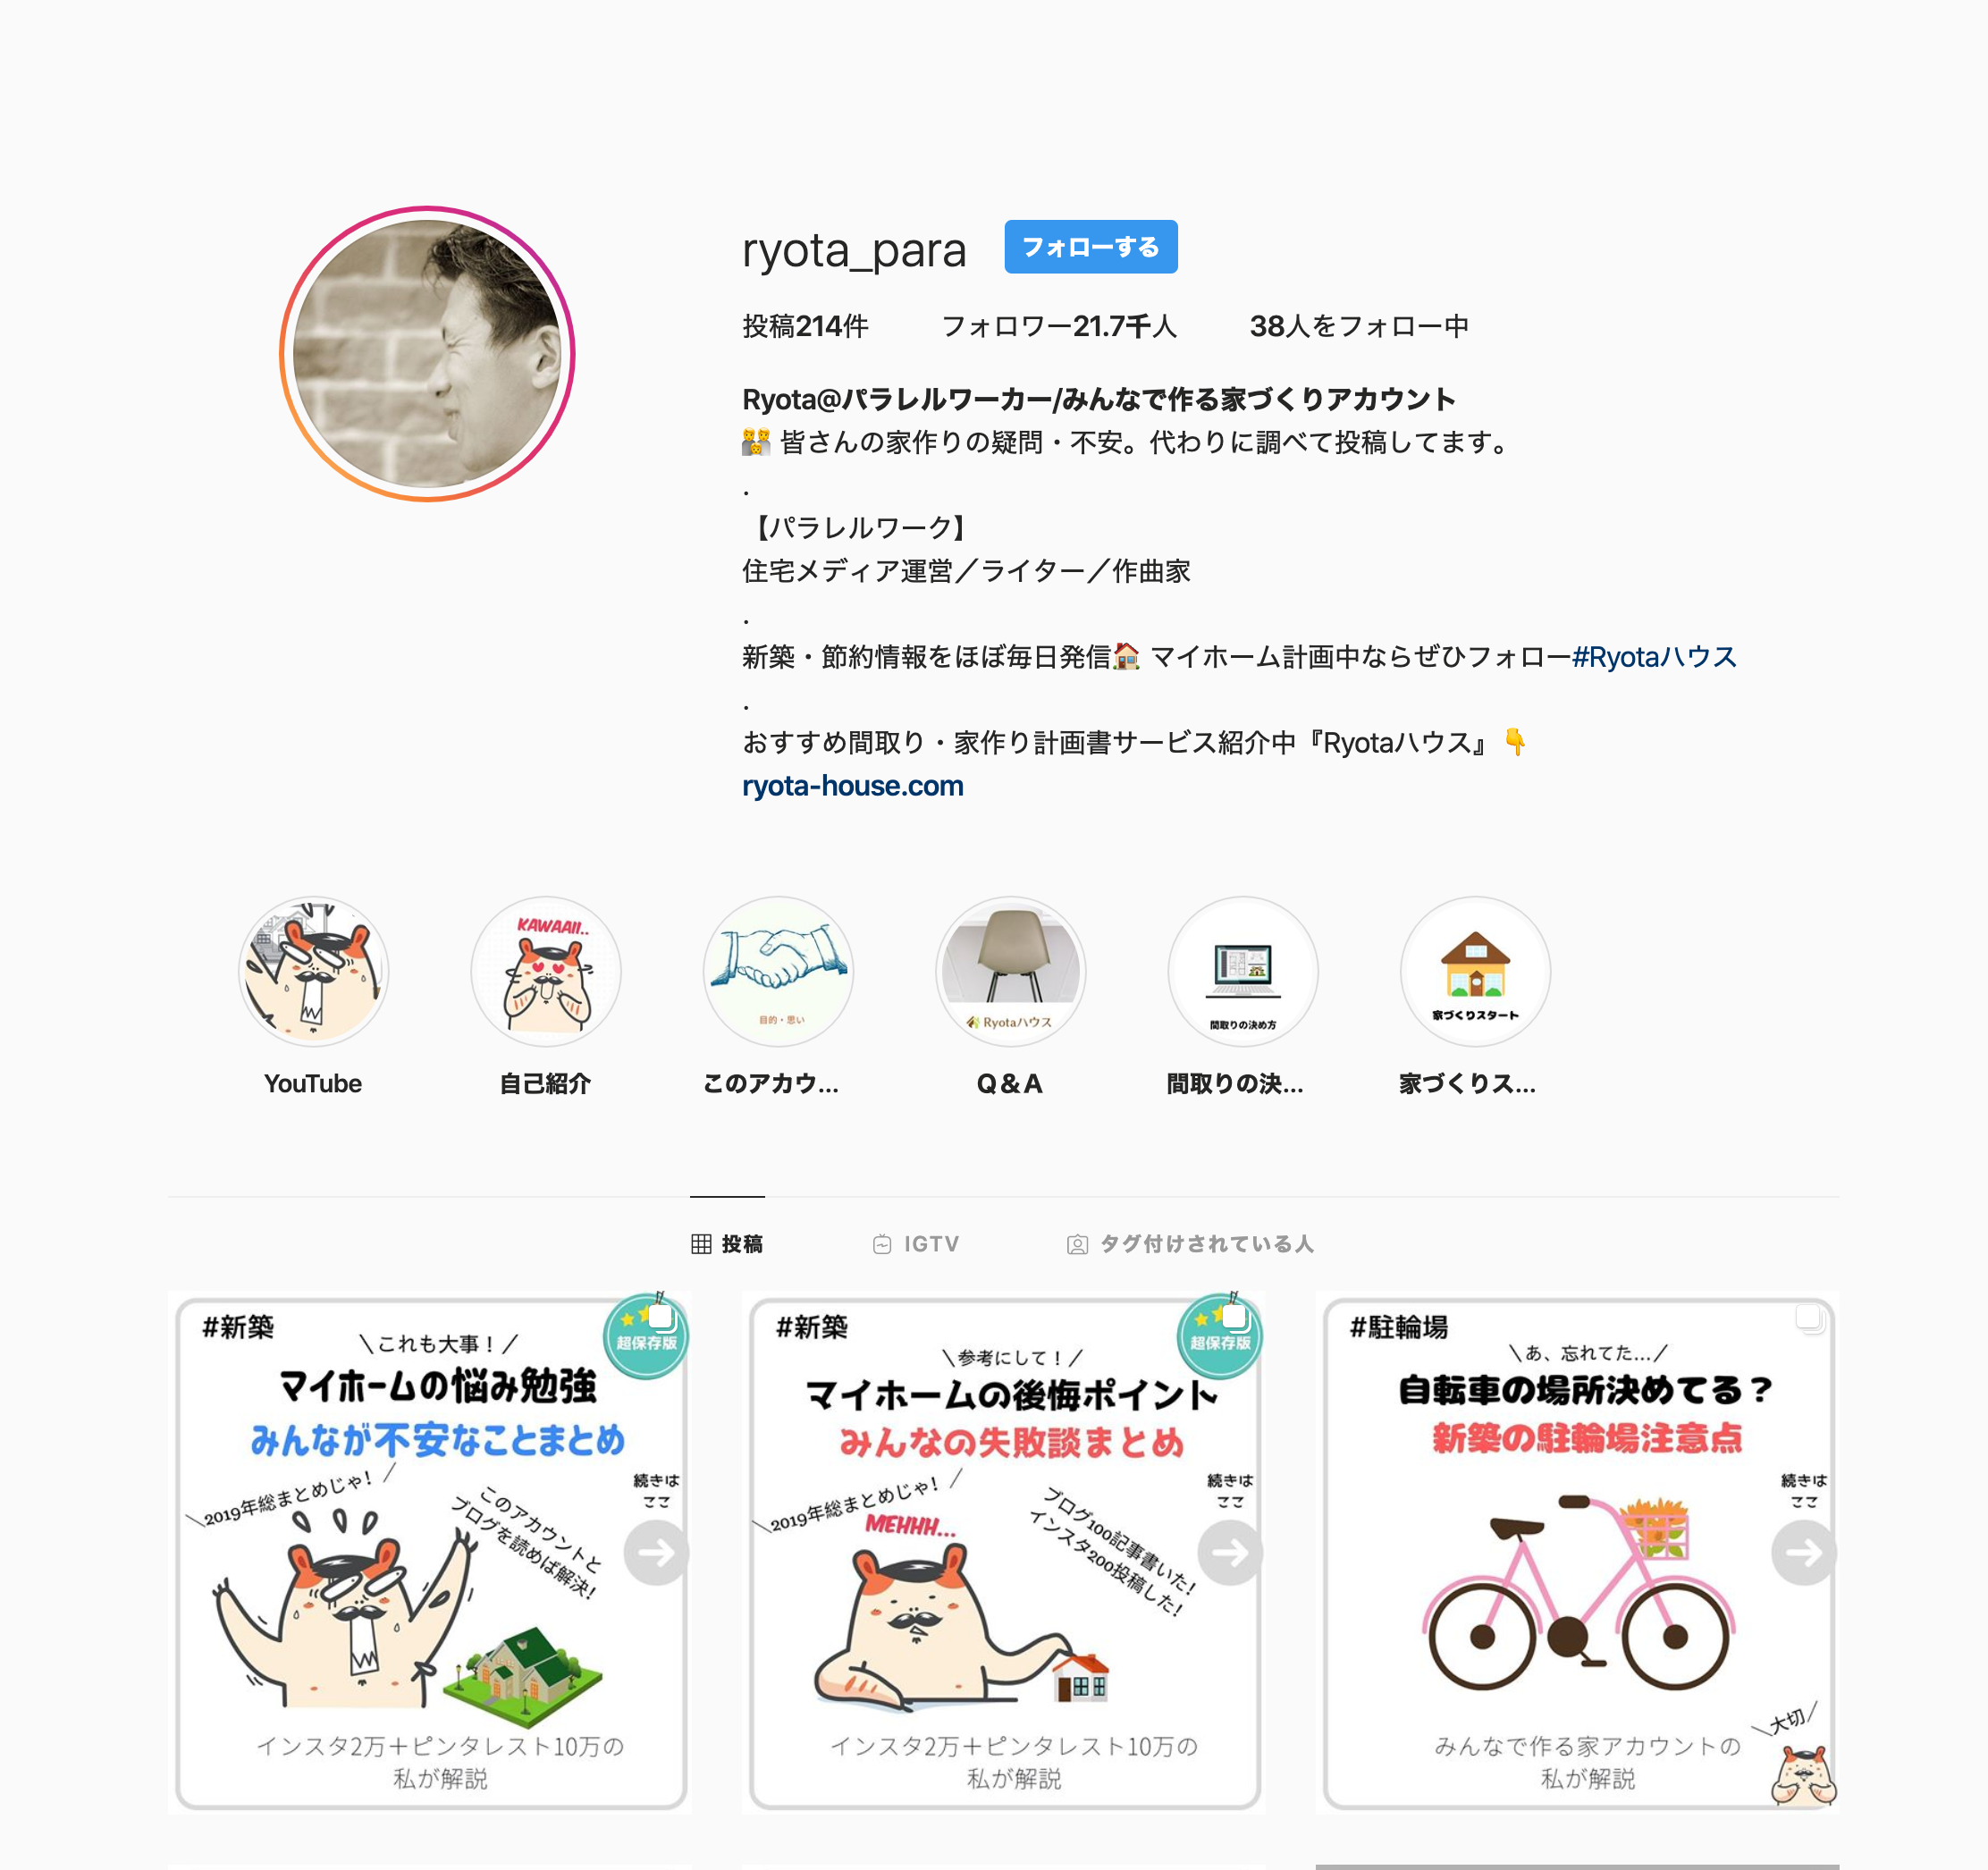 ryota_para フォローする
投稿214件 フォロワー21.7千人 38人をフォロー中
Ryota@パラレルワーカー/みんなで作る家づくりアカウント
皆さんの家作りの疑問・不安。代わりに調べて投稿してます。
.
【パラレルワーク】
住宅メディア運営／ライター／作曲家
.
新築・節約情報をほぼ毎日発信🏠 マイホーム計画中ならぜひフォロー#Ryotaハウス
.
おすすめ間取り・家作り計画書サービス紹介中『Ryotaハウス』👇
ryota-house.com
KAWAAII..
目的・思い
Ryotaハウス
間取りの決め方
家づくりスタート
YouTube
自己紹介
このアカウ...
Q&A
間取りの決...
家づくりス...
投稿
IGTV
タグ付けされている人
#新築
超保存版
＼これも大事！／
マイホームの悩み勉強
みんなが不安なことまとめ
＼2019年総まとめじゃ！／
このアカウントと
ブログを読めば解決！
続きは
ここ
インスタ2万＋ピンタレスト10万の
私が解説
#新築
超保存版
＼参考にして！／
マイホームの後悔ポイント
みんなの失敗談まとめ
＼2019年総まとめじゃ！／
MEHHH...
ブログ100記事書いた！
インスタ200投稿した！
続きは
ここ
インスタ2万＋ピンタレスト10万の
私が解説
#駐輪場
＼あ、忘れてた...／
自転車の場所決めてる？
新築の駐輪場注意点
続きは
ここ
＼大切／
みんなで作る家アカウントの
私が解説